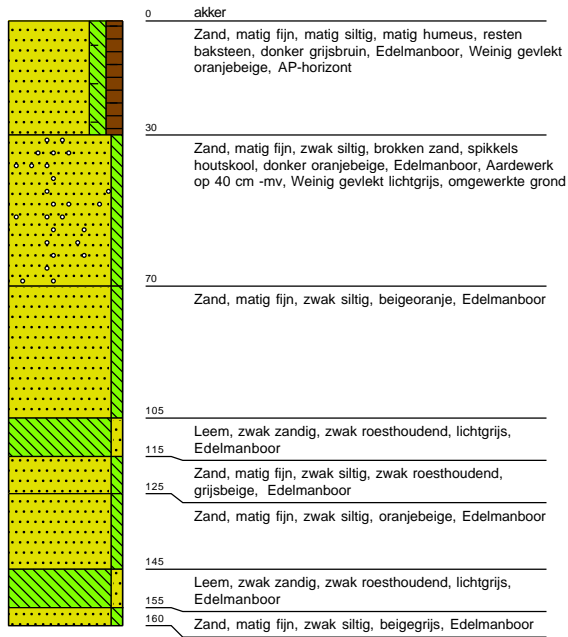 0 akker
Zand, matig fijn, matig siltig, matig humeus, resten
baksteen, donker grijsbruin, Edelmanboor, Weinig gevlekt
oranjebeige, AP-horizont
30
Zand, matig fijn, zwak siltig, brokken zand, spikkels
houtskool, donker oranjebeige, Edelmanboor, Aardewerk
op 40 cm -mv, Weinig gevlekt lichtgrijs, omgewerkte grond
70
Zand, matig fijn, zwak siltig, beigeoranje, Edelmanboor
105
Leem, zwak zandig, zwak roesthoudend, lichtgrijs,
Edelmanboor
115
Zand, matig fijn, zwak siltig, zwak roesthoudend,
grijsbeige, Edelmanboor
125
Zand, matig fijn, zwak siltig, oranjebeige, Edelmanboor
145
Leem, zwak zandig, zwak roesthoudend, lichtgrijs,
Edelmanboor
155
160
Zand, matig fijn, zwak siltig, beigegrijs, Edelmanboor